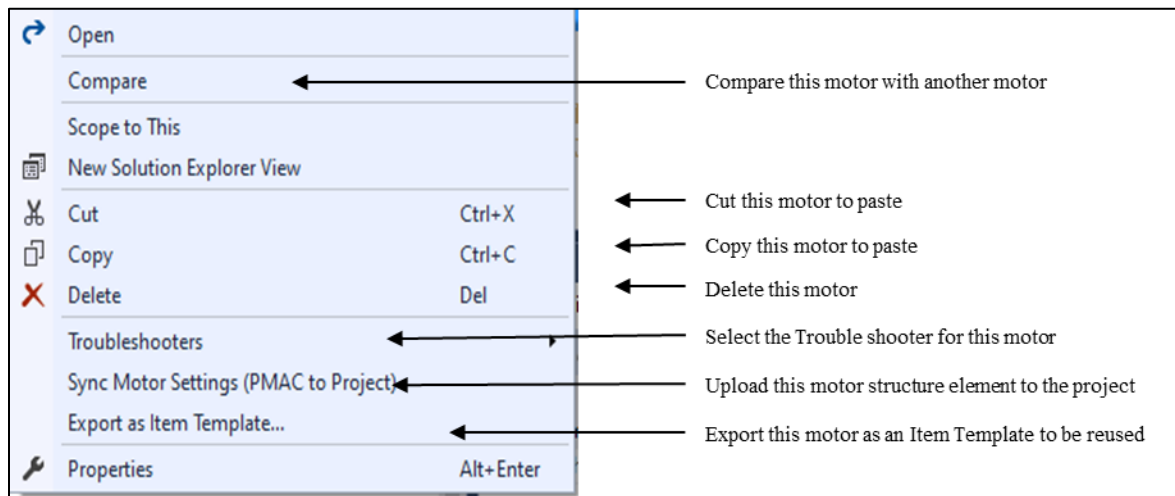 Open
Compare Compare this motor with another motor
Scope to This
New Solution Explorer View
Cut Ctrl+X Cut this motor to paste
Copy Ctrl+C Copy this motor to paste
Delete Del Delete this motor
Troubleshooters Select the Trouble shooter for this motor
Sync Motor Settings (PMAC to Project) Upload this motor structure element to the project
Export as Item Template... Export this motor as an Item Template to be reused
Properties Alt+Enter